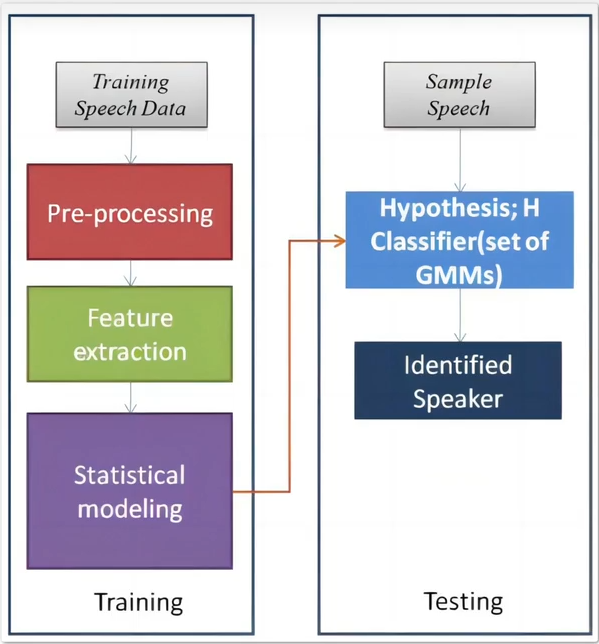 Training
Speech Data
Pre-processing
Feature
extraction
Statistical
modeling
Training
Sample
Speech
Hypothesis; H
Classifier(set of
GMMs)
Identified
Speaker
Testing